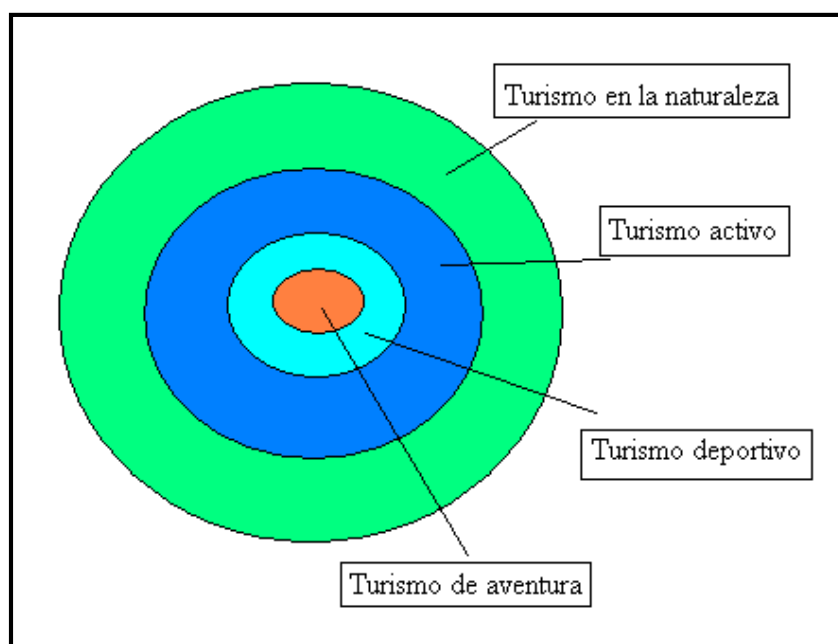 Turismo en la naturaleza
Turismo activo
Turismo deportivo
Turismo de aventura